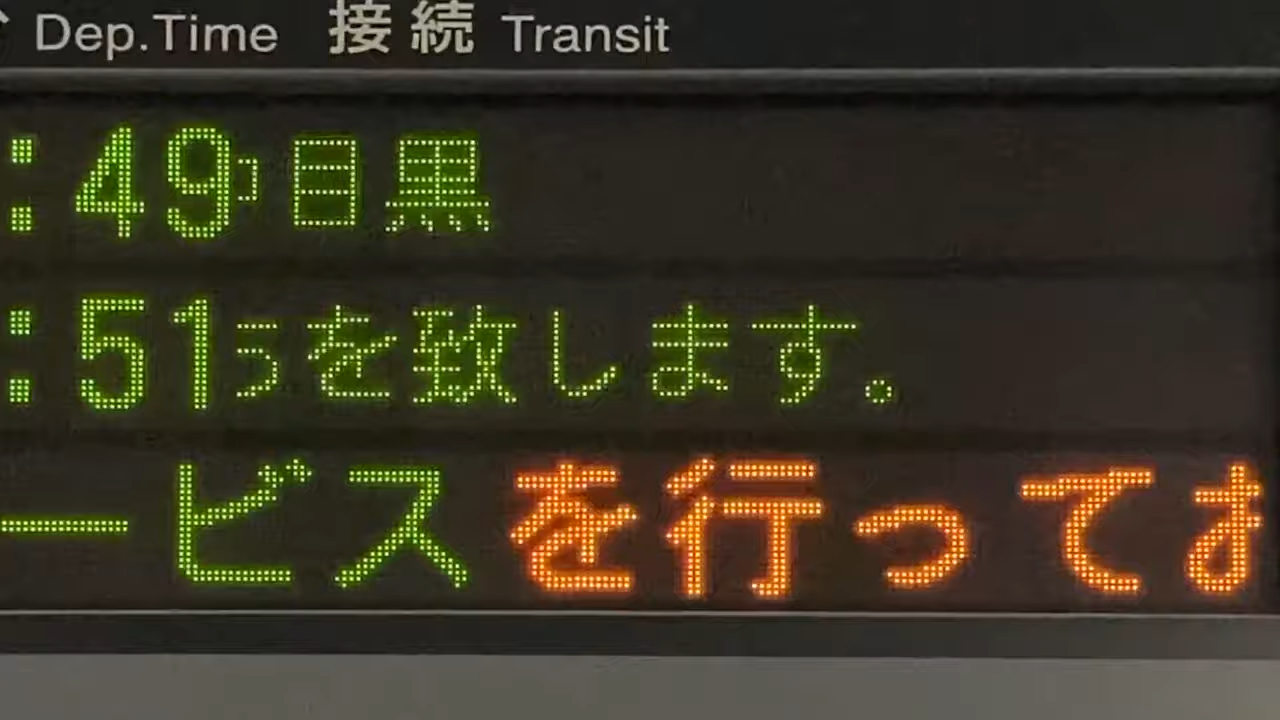 Dep.Time 接続 Transit
:49 目黒
:51 を致します。
ービスを行ってお